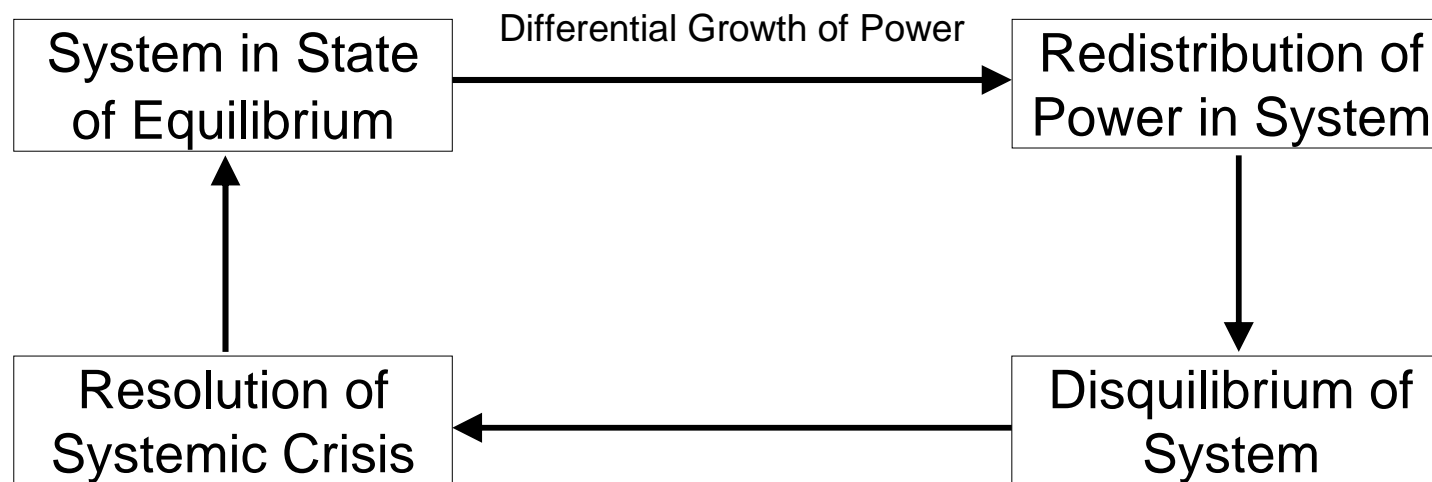 System in State
of Equilibrium
Differential Growth of Power
Redistribution of
Power in System
Resolution of
Systemic Crisis
Disquilibrium of
System